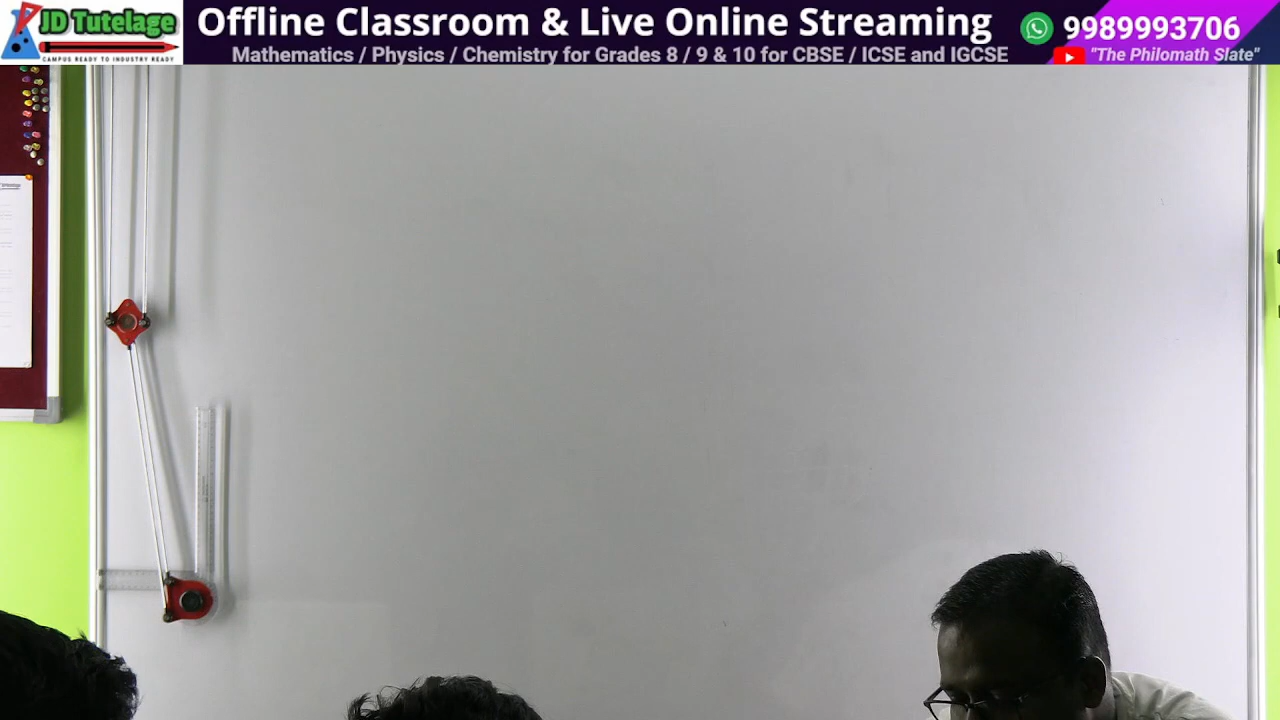 JD Tutelage
CAMPUS READY TO INDUSTRY READY
Offline Classroom & Live Online Streaming
Mathematics / Physics / Chemistry for Grades 8 / 9 & 10 for CBSE / ICSE and IGCSE
9989993706
"The Philomath Slate"